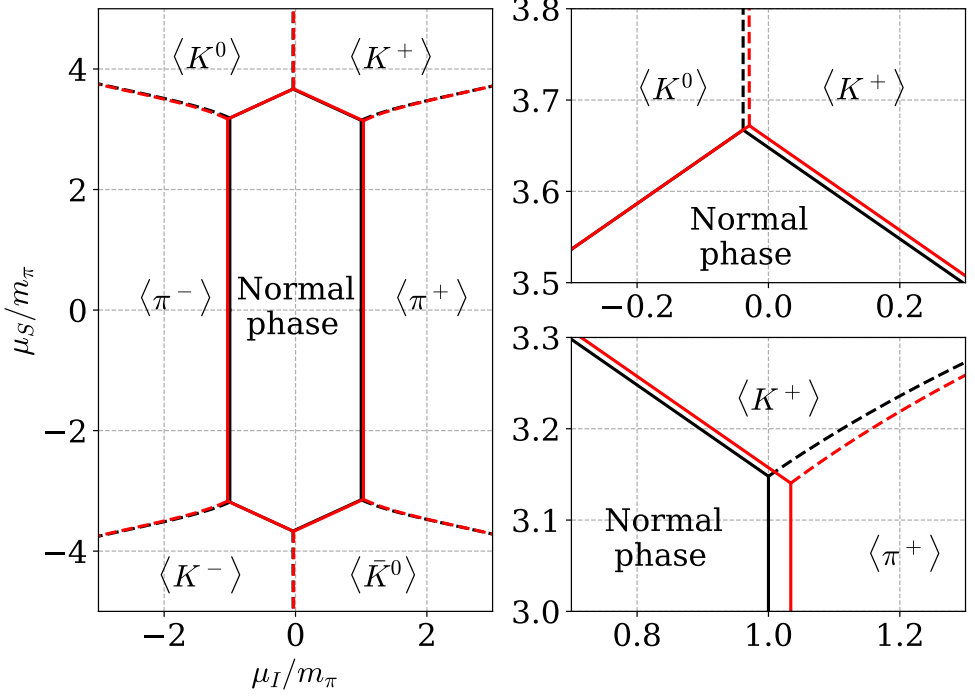 ⟨K⁰⟩ ⟨K⁺⟩
⟨π⁻⟩ Normal phase ⟨π⁺⟩
⟨K⁻⟩ ⟨K̄⁰⟩
4
2
0
−2
−4
μ_S/m_π
−2 0 2
μ_I/m_π
3.8
3.7
3.6
3.5
⟨K⁰⟩ ⟨K⁺⟩
Normal
phase
−0.2 0.0 0.2
3.3
3.2
3.1
3.0
⟨K⁺⟩
Normal
phase
⟨π⁺⟩
0.8 1.0 1.2